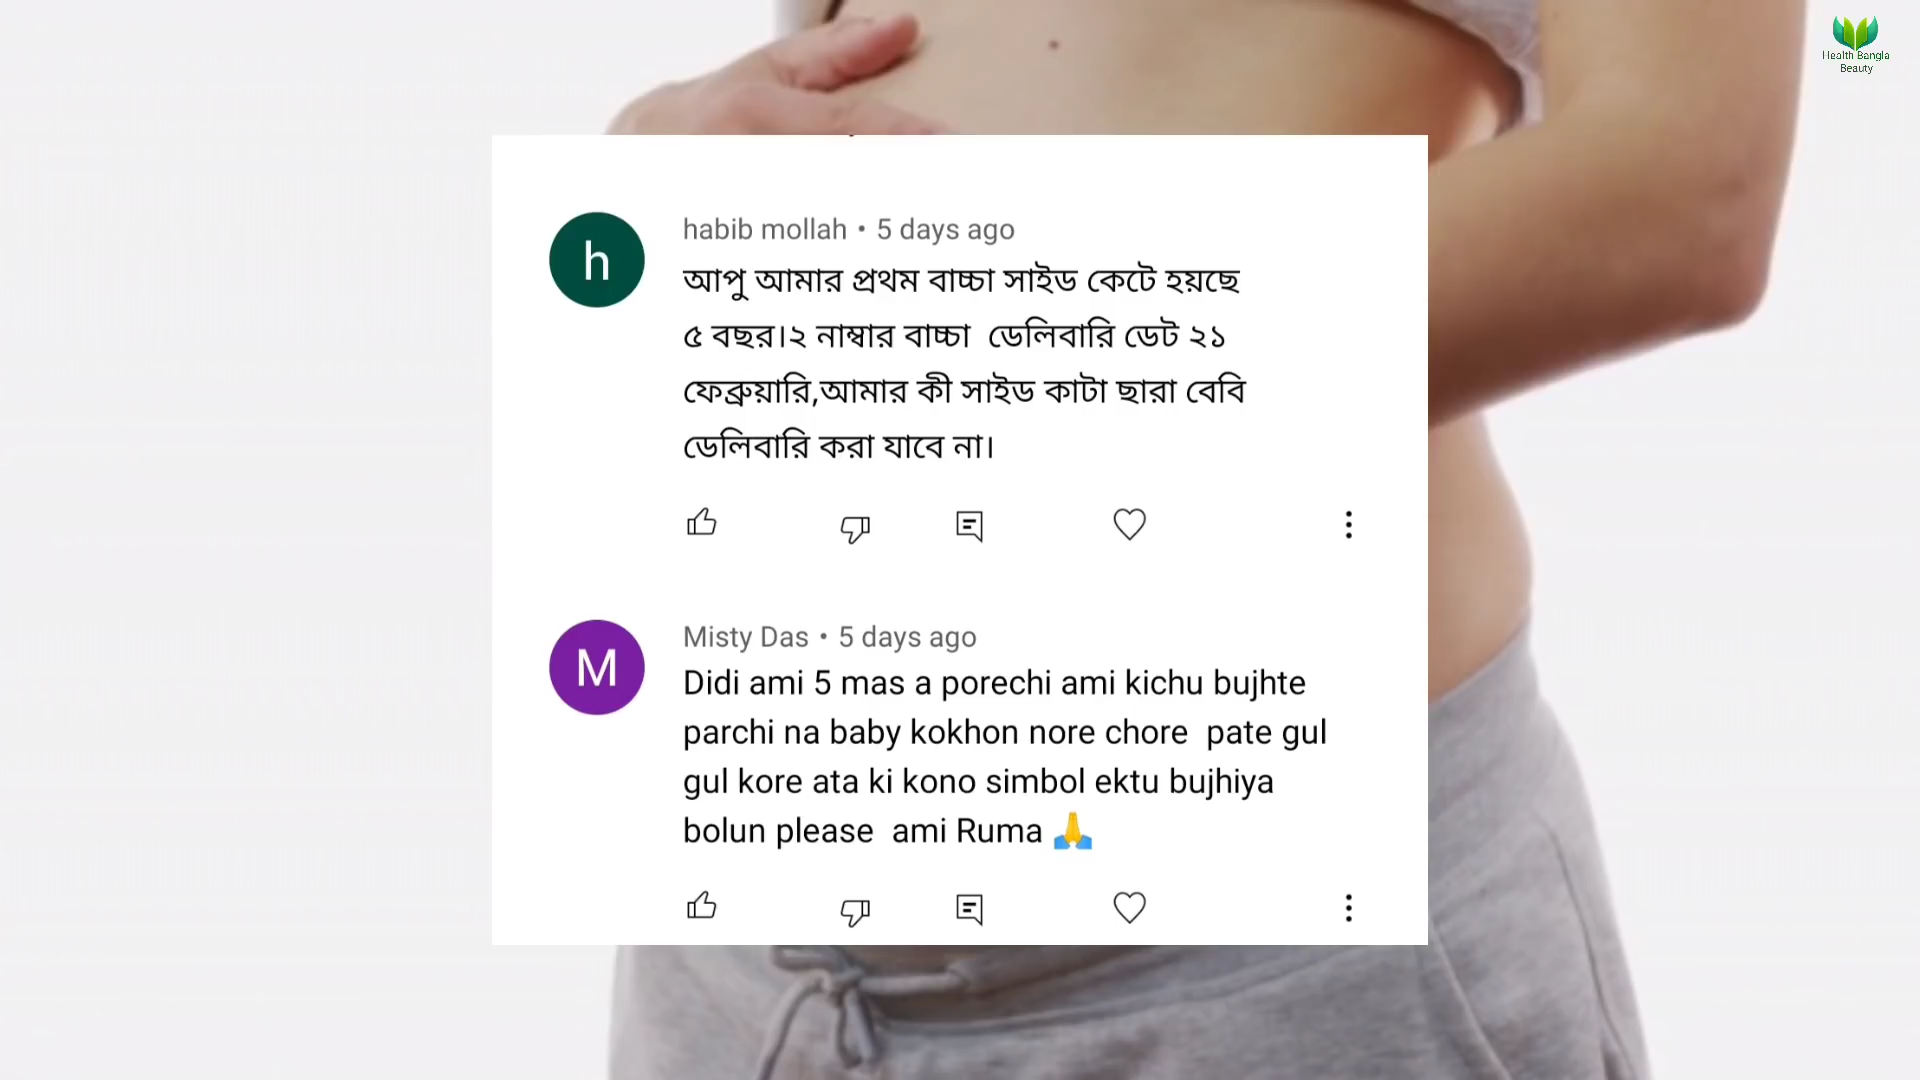 Health Bangla
Beauty
habib mollah • 5 days ago
আপু আমার প্রথম বাচ্চা সাইড কেটে হয়ছে
৫ বছর।২ নাম্বার বাচ্চা  ডেলিবারি ডেট ২১
ফেব্রুয়ারি,আমার কী সাইড কাটা ছারা বেবি
ডেলিবারি করা যাবে না।
Misty Das • 5 days ago
Didi ami 5 mas a porechi ami kichu bujhte
parchi na baby kokhon nore chore  pate gul
gul kore ata ki kono simbol ektu bujhiya
bolun please  ami Ruma 🙏
h
M